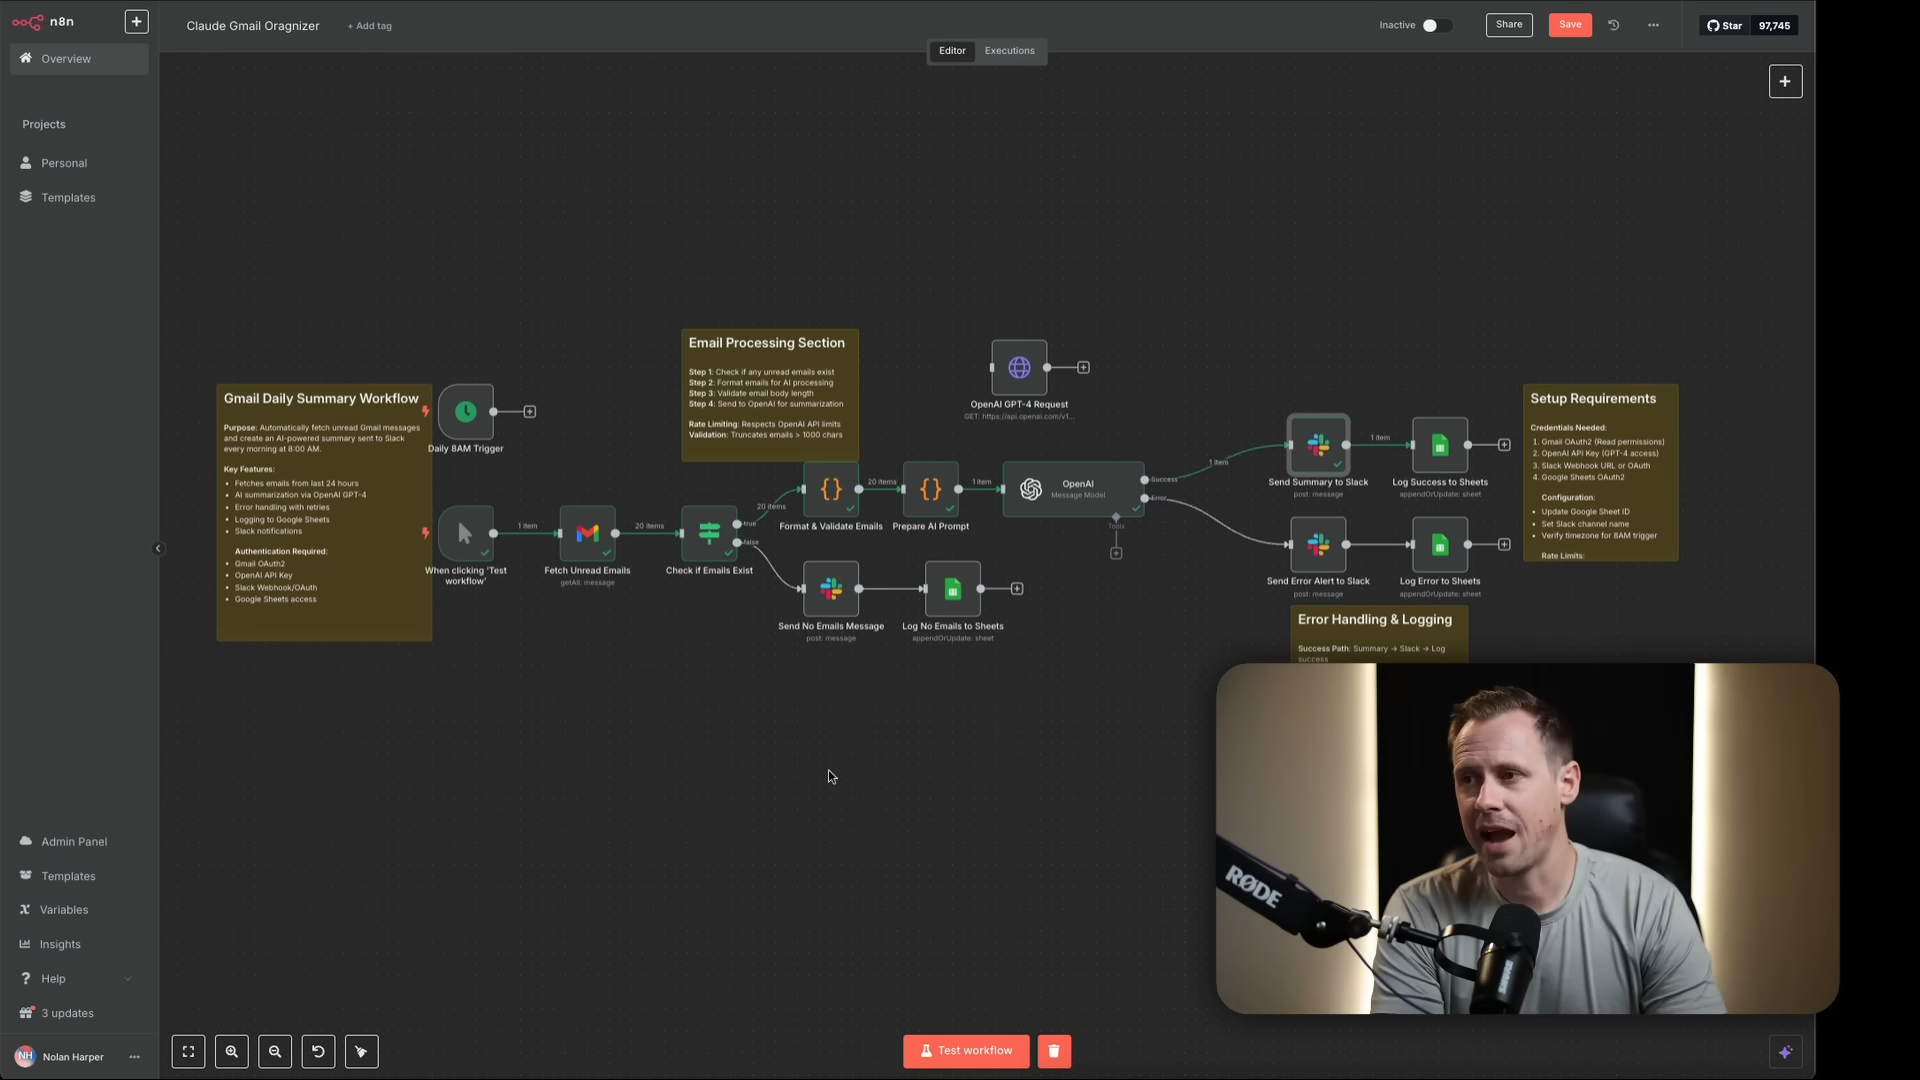 n8n
Overview
Projects
Personal
Templates
Admin Panel
Templates
Variables
Insights
Help
3 updates
NH
Nolan Harper
Claude Gmail Oragnizer
+ Add tag
Inactive
Share
Save
Star
97,745
Editor
Executions
Gmail Daily Summary Workflow
Purpose: Automatically fetch unread Gmail messages
and create an AI-powered summary sent to Slack
every morning at 8:00 AM.
Key Features:
Fetches emails from last 24 hours
AI summarization via OpenAI GPT-4
Error handling with retries
Logging to Google Sheets
Slack notifications
Authentication Required:
Gmail OAuth2
OpenAI API Key
Slack Webhook/OAuth
Google Sheets access
Daily 8AM Trigger
When clicking 'Test
workflow'
1 item
Fetch Unread Emails
getAll: message
20 items
Check if Emails Exist
true
false
20 items
Email Processing Section
Step 1: Check if any unread emails exist
Step 2: Format emails for AI processing
Step 3: Validate email body length
Step 4: Send to OpenAI for summarization
Rate Limiting: Respects OpenAI API limits
Validation: Truncates emails > 1000 chars
Format & Validate Emails
20 items
Prepare AI Prompt
1 item
OpenAI GPT-4 Request
GET: https://api.openai.com/v1...
OpenAI
Message Model
Success
Error
Tools
Send No Emails Message
post: message
Log No Emails to Sheets
appendOrUpdate: sheet
1 item
Send Summary to Slack
post: message
1 item
Log Success to Sheets
appendOrUpdate: sheet
Send Error Alert to Slack
post: message
Log Error to Sheets
appendOrUpdate: sheet
Setup Requirements
Credentials Needed:
1. Gmail OAuth2 (Read permissions)
2. OpenAI API Key (GPT-4 access)
3. Slack Webhook URL or OAuth
4. Google Sheets OAuth2
Configuration:
Update Google Sheet ID
Set Slack channel name
Verify timezone for 8AM trigger
Rate Limits:
Error Handling & Logging
Success Path: Summary → Slack → Log
success
RØDE
SHURE
Test workflow